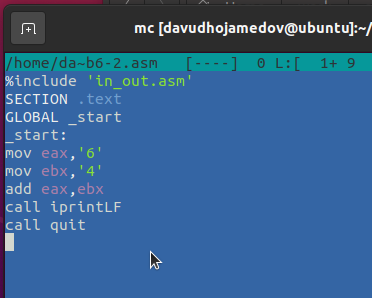 mc [davudhojamedov@ubuntu]:~/
/home/da~b6-2.asm [----] 0 L:[ 1+ 9
%include 'in_out.asm'
SECTION .text
GLOBAL _start
_start:
mov eax,'6'
mov ebx,'4'
add eax,ebx
call iprintLF
call quit